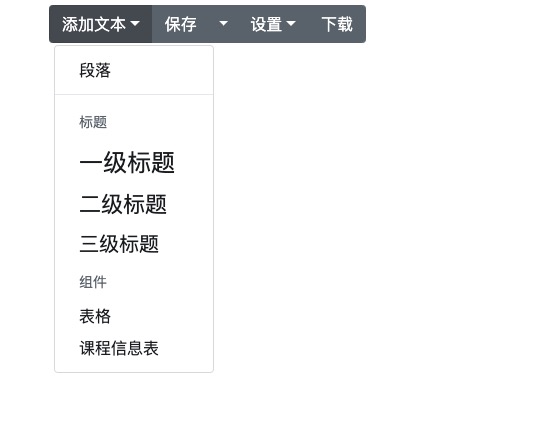 添加文本 保存 设置 下载
段落
标题
一级标题
二级标题
三级标题
组件
表格
课程信息表